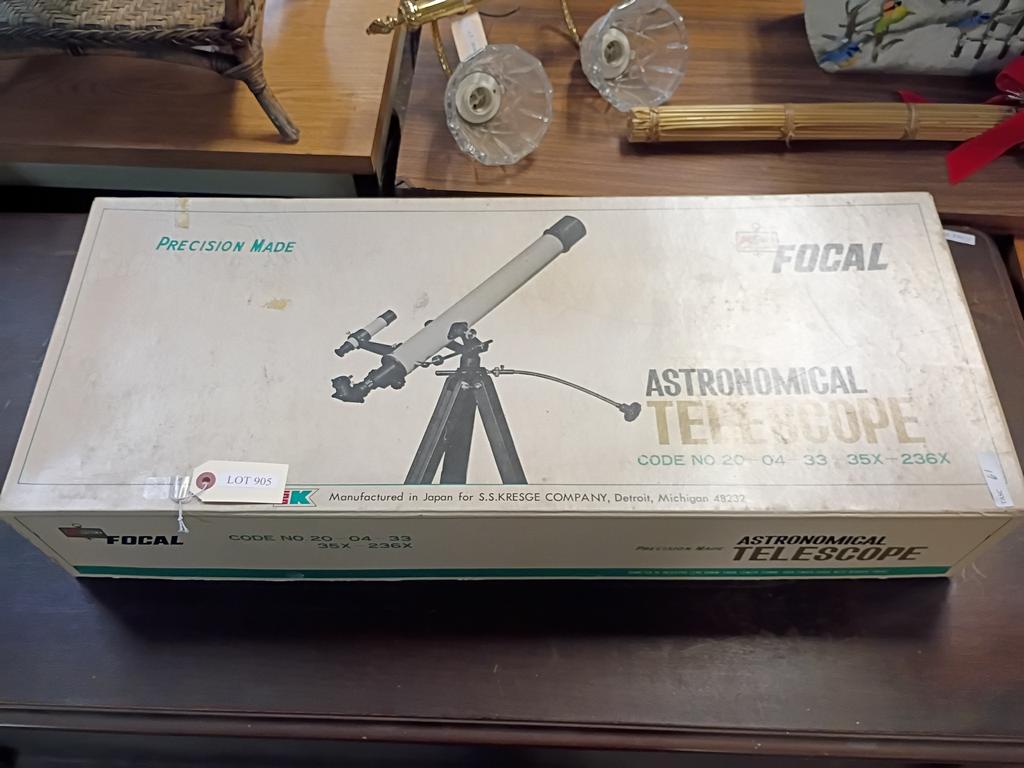 PRECISION MADE
FOCAL
ASTRONOMICAL
TELESCOPE
CODE NO. 20-04-33 35X-236X
LOT 905
K Manufactured in Japan for S.S.KRESGE COMPANY, Detroit, Michigan 48232
FOCAL
CODE NO. 20-04-33
35X-236X
PRECISION MADE
ASTRONOMICAL
TELESCOPE